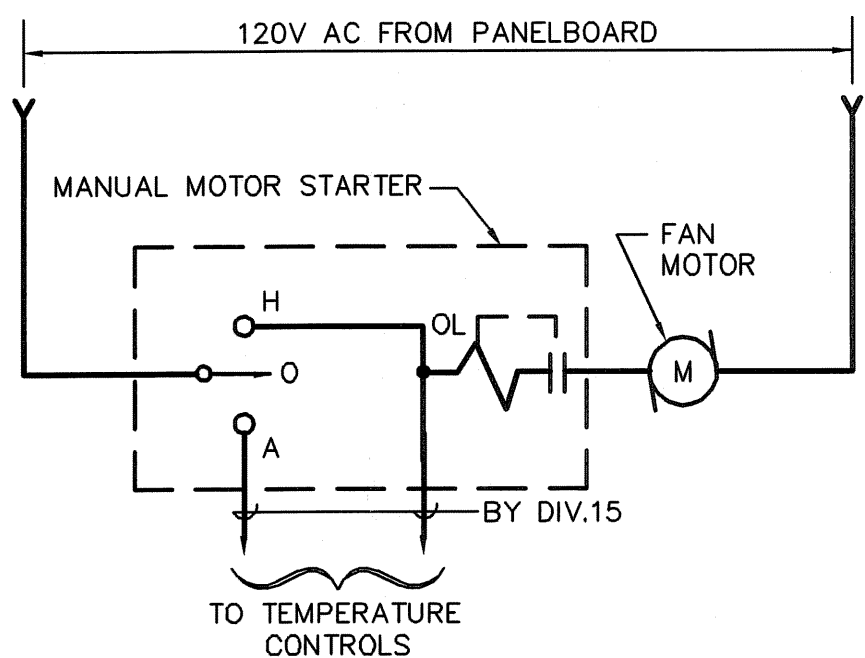 120V AC FROM PANELBOARD
MANUAL MOTOR STARTER
FAN
MOTOR
H
OL
O
M
A
BY DIV.15
TO TEMPERATURE
CONTROLS